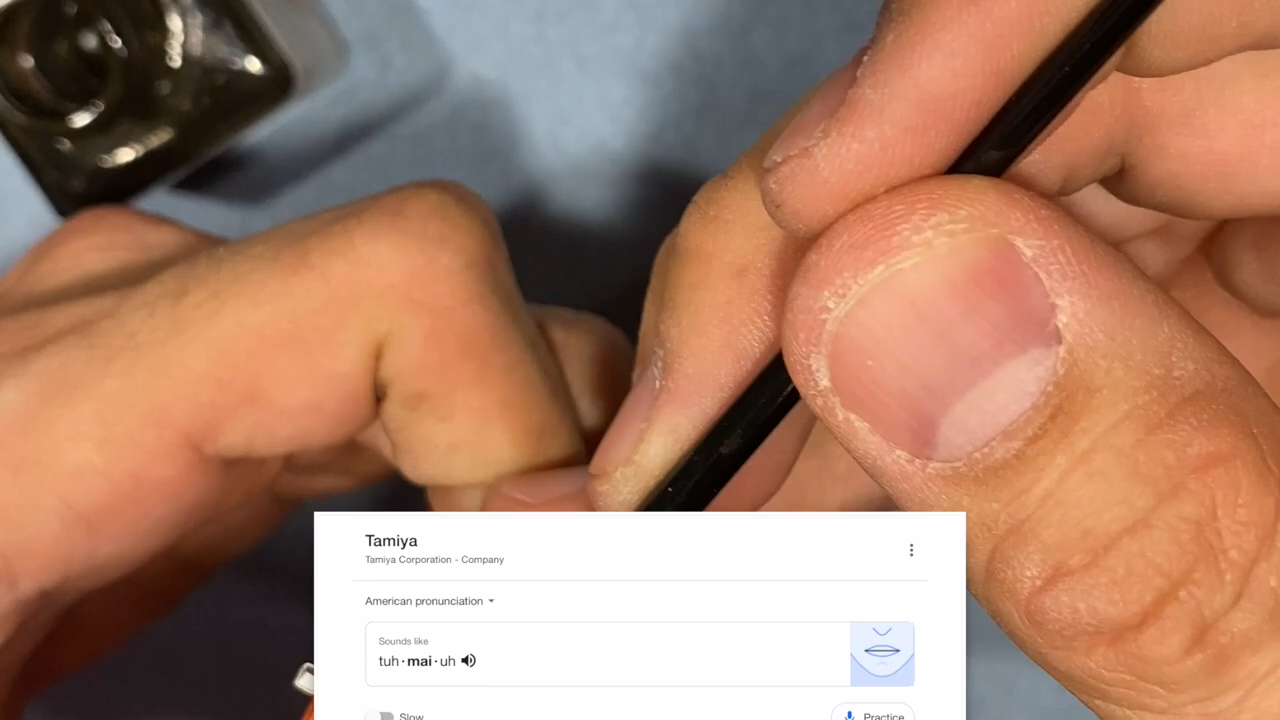 Tamiya
Tamiya Corporation - Company
American pronunciation
Sounds like
tuh·mai·uh
Slow
Practice